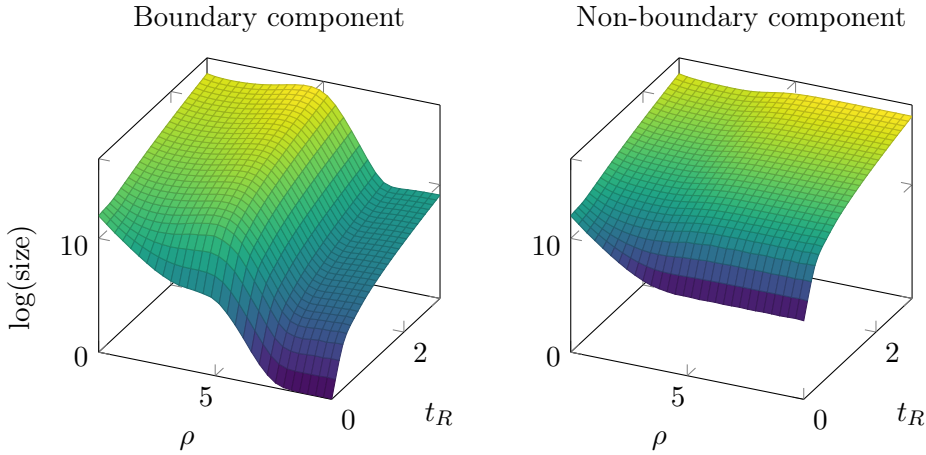 Boundary component
Non-boundary component
log(size)
10
0
5
ρ
0
2
t_R
10
0
5
ρ
0
2
t_R